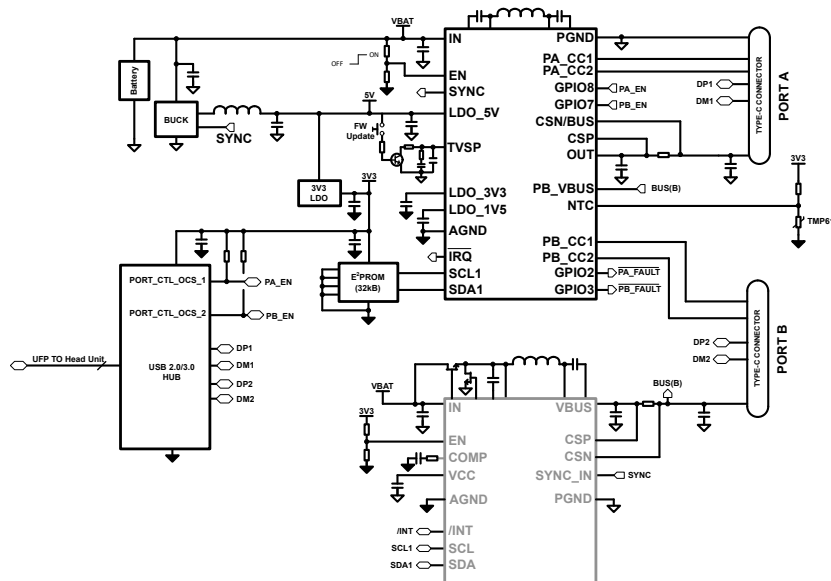 VBAT
IN
PGND
OFF
ON
PA_CC1
PA_CC2
Battery
EN
GPIO8
PA_EN
DP1
SYNC
GPIO7
PB_EN
DM1
5V
BUCK
LDO_5V
CSN/BUS
TYPE-C CONNECTOR
PORT A
SYNC
FW
Update
CSP
TVSP
OUT
3V3
3V3
LDO
3V3
LDO_3V3
PB_VBUS
BUS(B)
LDO_1V5
NTC
TMP61
AGND
PB_CC1
IRQ
PB_CC2
PORT_CTL_OCS_1
PA_EN
E²PROM
(32kB)
SCL1
GPIO2
PA_FAULT
SDA1
GPIO3
PB_FAULT
PORT_CTL_OCS_2
PB_EN
TYPE-C CONNECTOR
PORT B
DP1
DP2
UFP TO Head Unit
USB 2.0/3.0
HUB
DM1
DM2
DP2
DM2
VBAT
BUS(B)
IN
VBUS
3V3
EN
CSP
COMP
CSN
VCC
SYNC_IN
SYNC
AGND
PGND
/INT
/INT
SCL1
SCL
SDA1
SDA